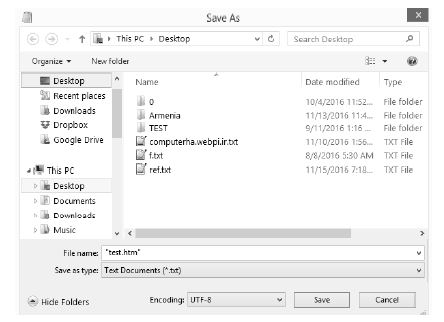 Save As
This PC
Desktop
Search Desktop
Organize
New folder
Desktop
Recent places
Downloads
Dropbox
Google Drive
This PC
Desktop
Documents
Downloads
Music
Name
Date modified
Type
0
10/4/2016 11:52...
File folder
Armenia
11/13/2016 11:4...
File folder
TEST
9/11/2016 1:16 ...
File folder
computerha.webpi.ir.txt
11/10/2016 1:56...
TXT File
f.txt
8/8/2016 5:30 AM
TXT File
ref.txt
11/15/2016 7:18...
TXT File
File name:
"test.htm"
Save as type:
Text Documents (*.txt)
Hide Folders
Encoding:
UTF-8
Save
Cancel